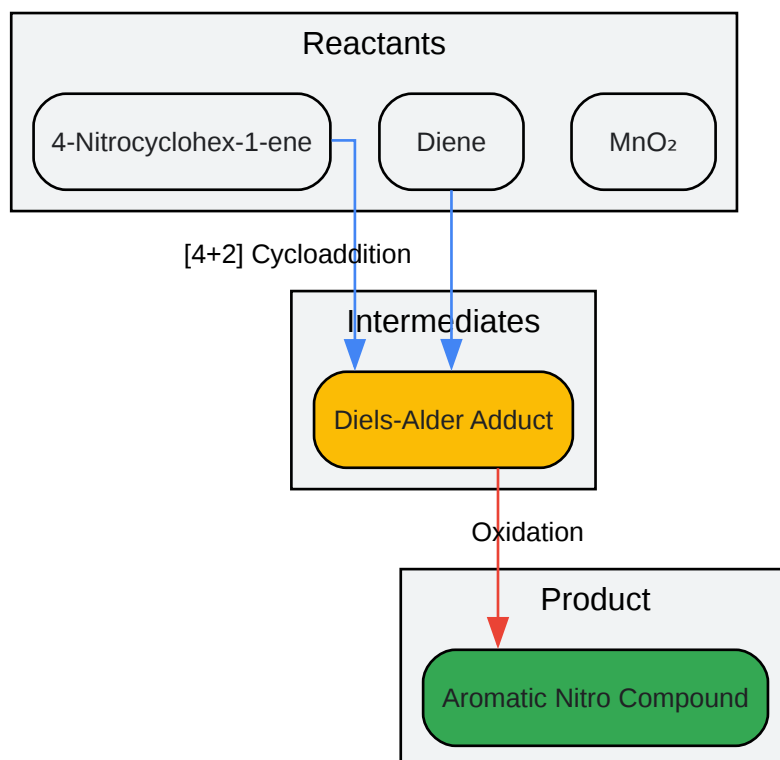 Reactants
4-Nitrocyclohex-1-ene
Diene
MnO₂
[4+2] Cycloaddition
Intermediates
Diels-Alder Adduct
Oxidation
Product
Aromatic Nitro Compound